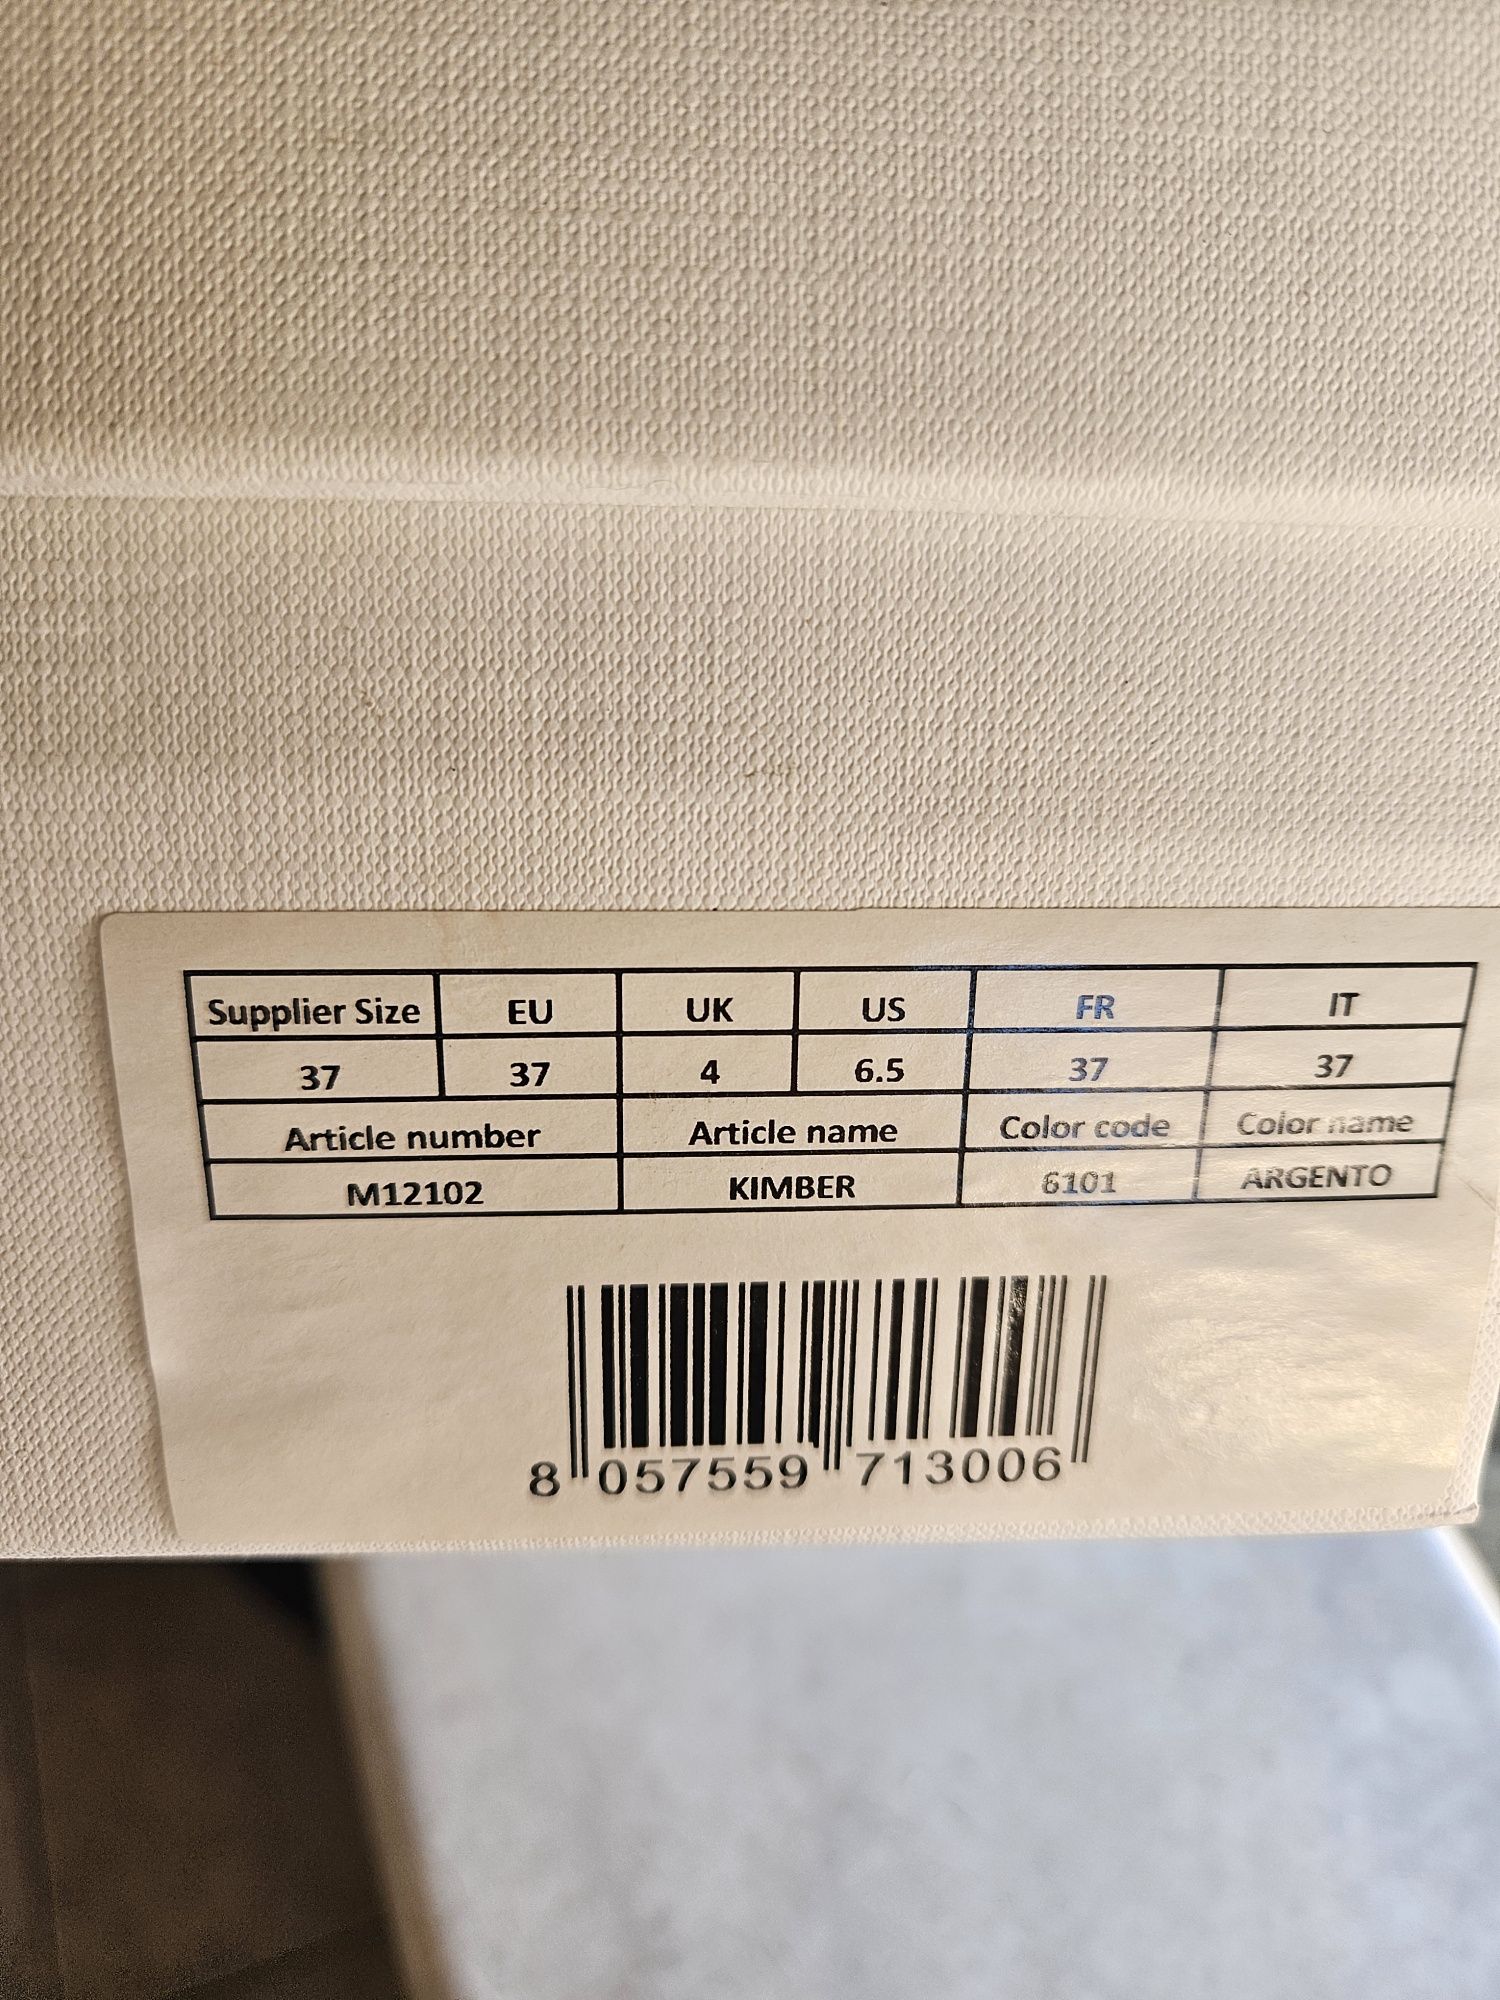 Supplier Size EU UK US FR IT
37 37 4 6.5 37 37
Article number Article name Color code Color name
M12102 KIMBER 6101 ARGENTO
8 057559 713006